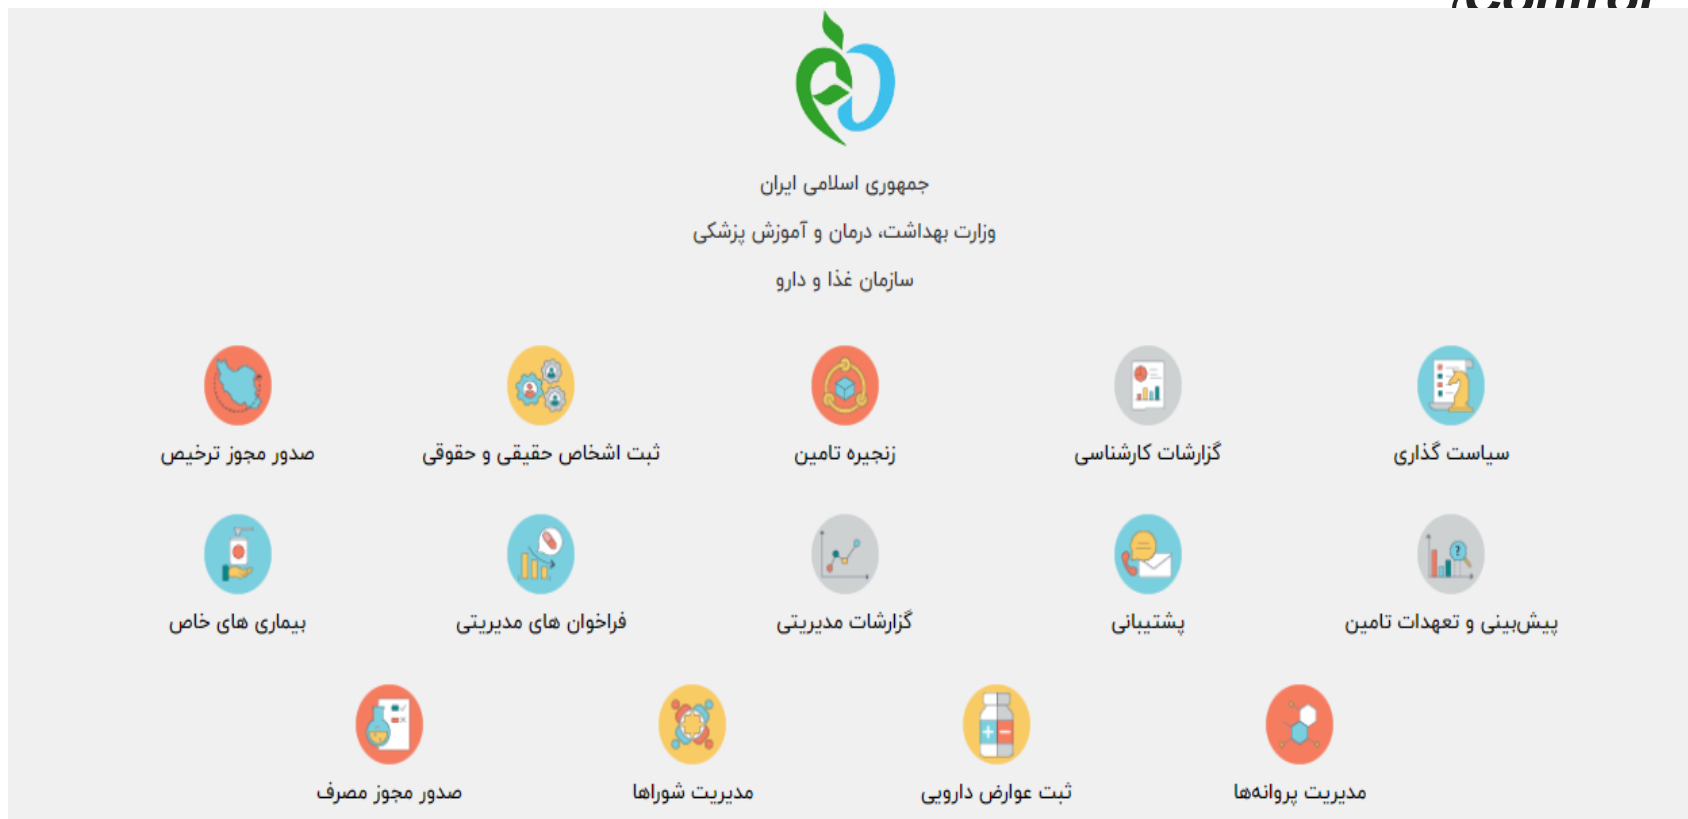 جمهوری اسلامی ایران
وزارت بهداشت، درمان و آموزش پزشکی
سازمان غذا و دارو
سیاست گذاری
گزارشات کارشناسی
زنجیره تامین
ثبت اشخاص حقیقی و حقوقی
صدور مجوز ترخیص
پیش‌بینی و تعهدات تامین
پشتیبانی
گزارشات مدیریتی
فراخوان های مدیریتی
بیماری های خاص
مدیریت پروانه‌ها
ثبت عوارض دارویی
مدیریت شوراها
صدور مجوز مصرف